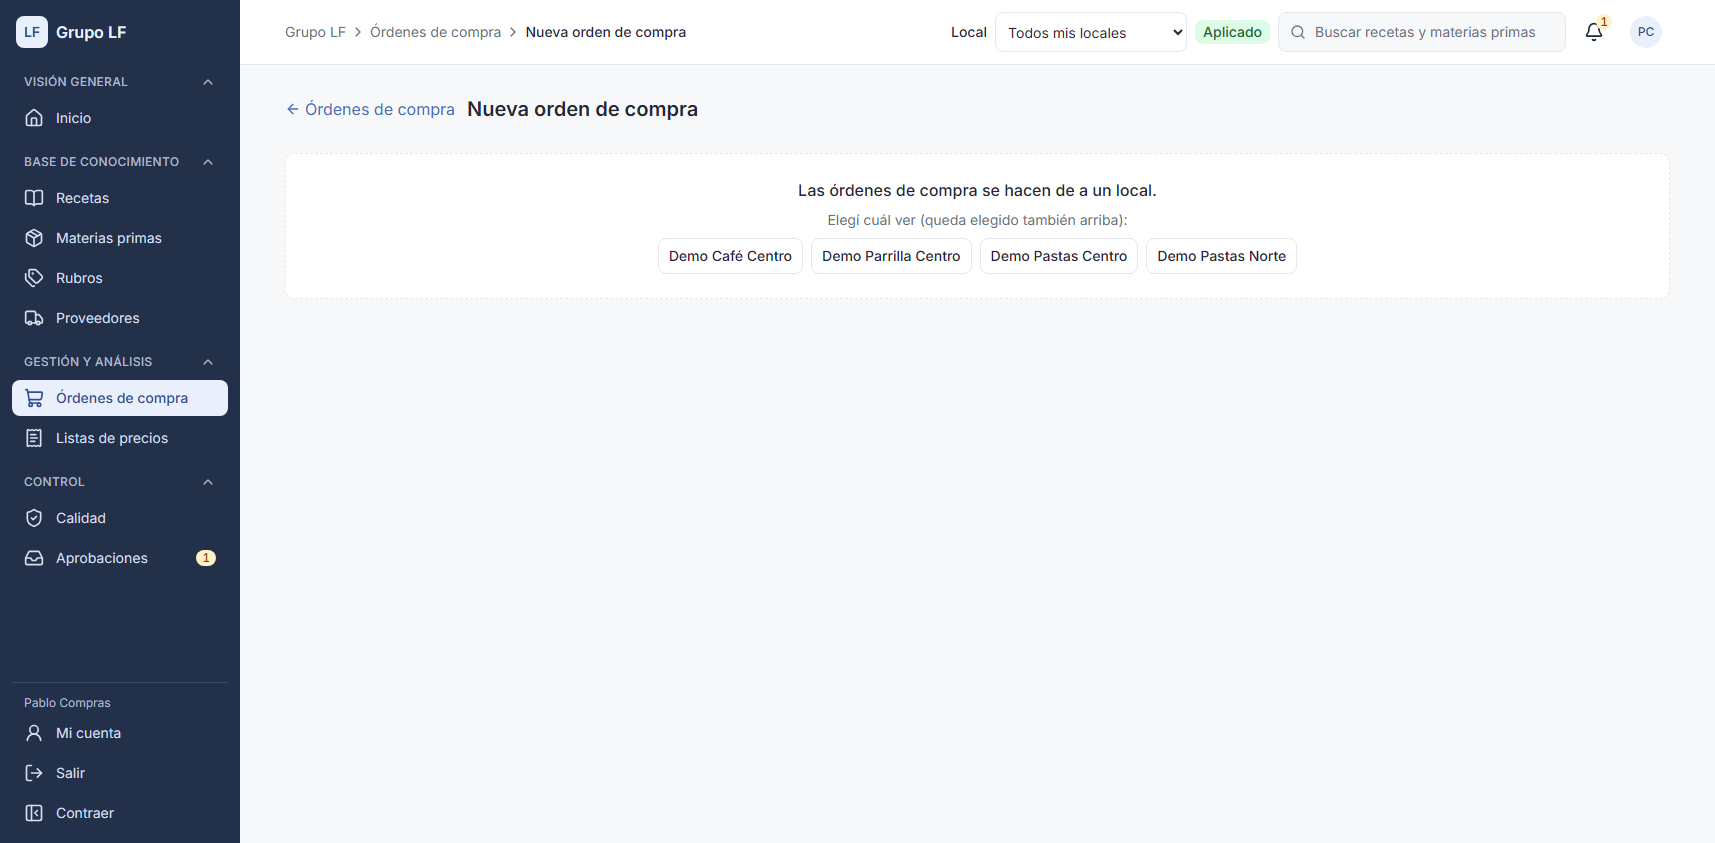 LF Grupo LF
VISIÓN GENERAL
Inicio
BASE DE CONOCIMIENTO
Recetas
Materias primas
Rubros
Proveedores
GESTIÓN Y ANÁLISIS
Órdenes de compra
Listas de precios
CONTROL
Calidad
Aprobaciones 1
Pablo Compras
Mi cuenta
Salir
Contraer
Grupo LF > Órdenes de compra > Nueva orden de compra
Local Todos mis locales Aplicado Buscar recetas y materias primas 1 PC
← Órdenes de compra Nueva orden de compra
Las órdenes de compra se hacen de a un local.
Elegí cuál ver (queda elegido también arriba):
Demo Café Centro Demo Parrilla Centro Demo Pastas Centro Demo Pastas Norte